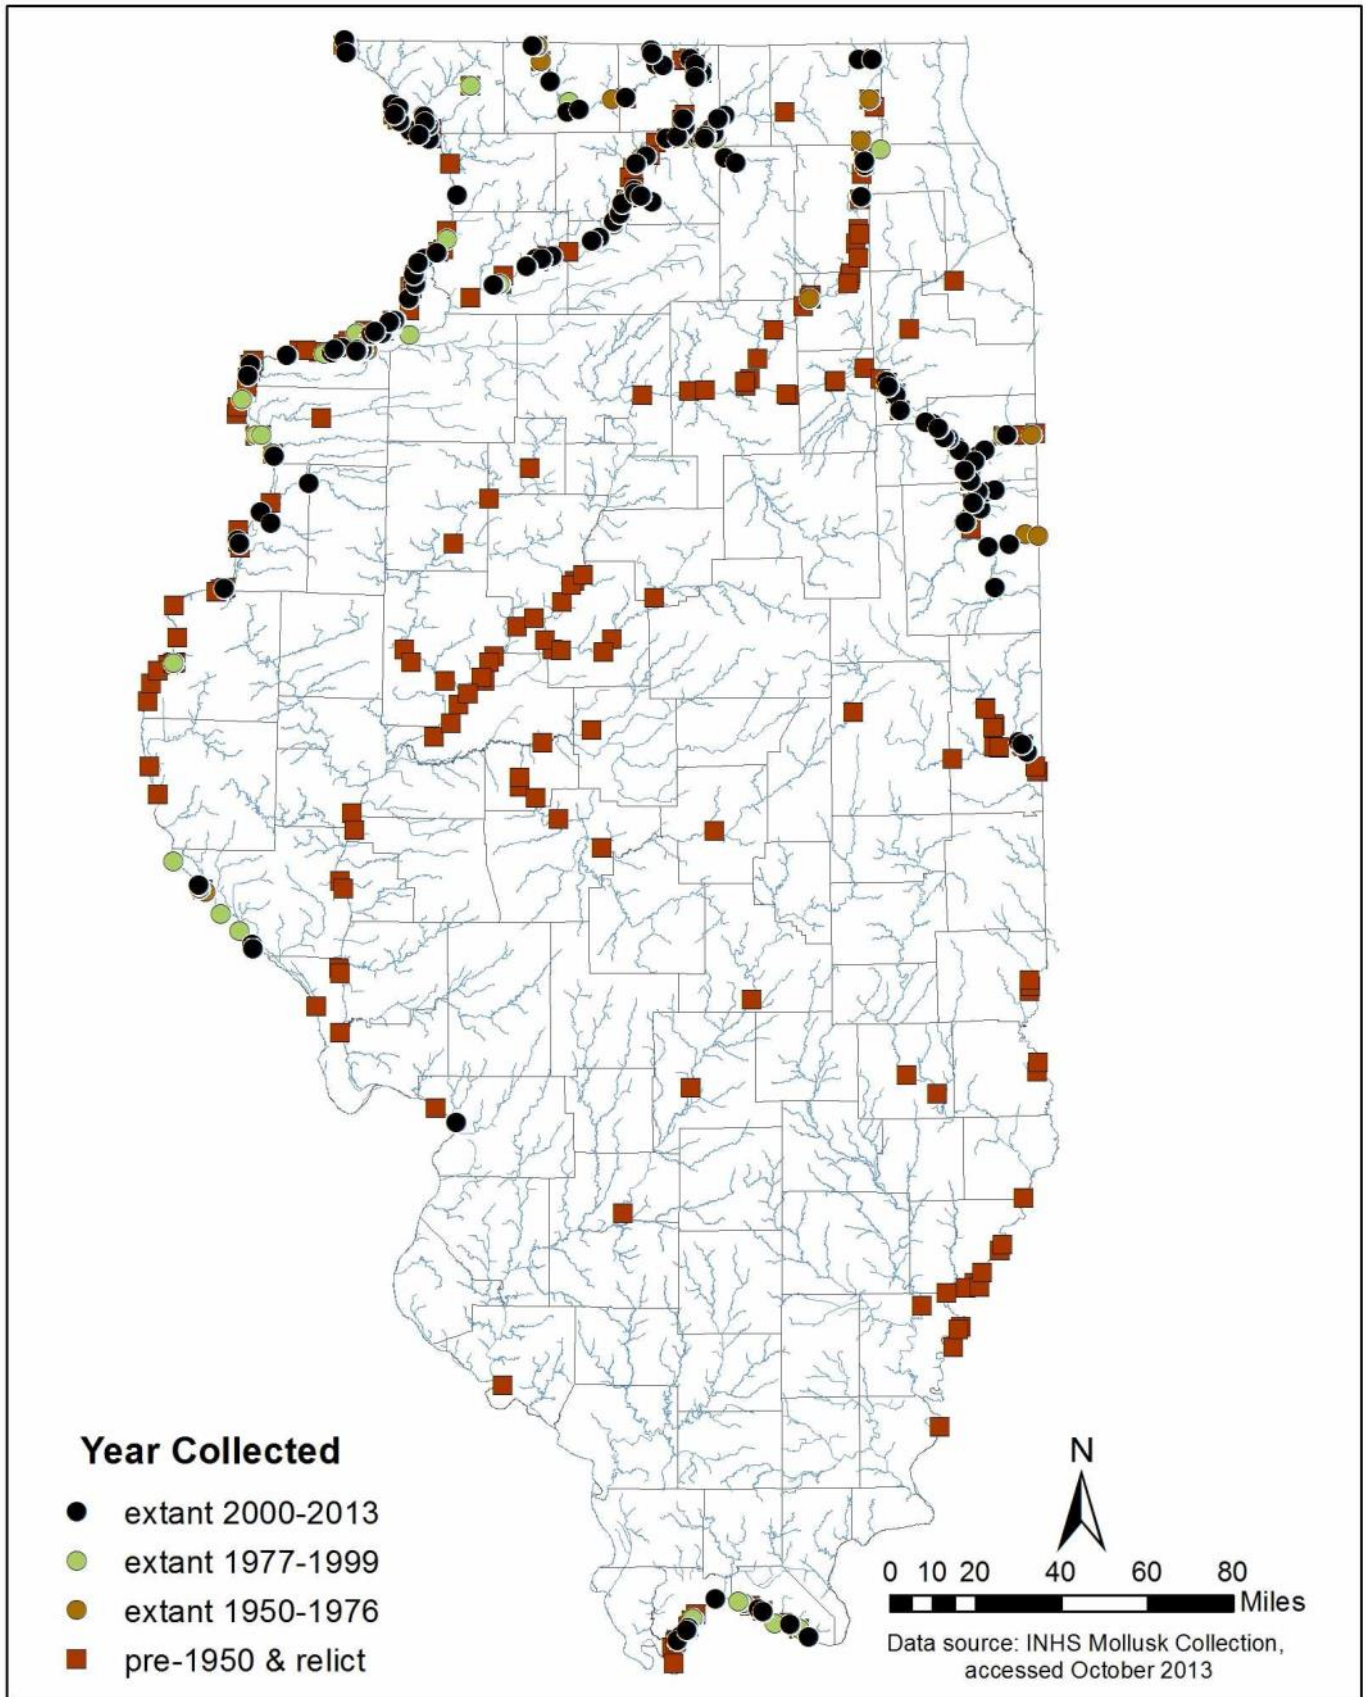 Year Collected
extant 2000-2013
extant 1977-1999
extant 1950-1976
pre-1950 & relict
N
0 10 20 40 60 80
Miles
Data source: INHS Mollusk Collection,
accessed October 2013